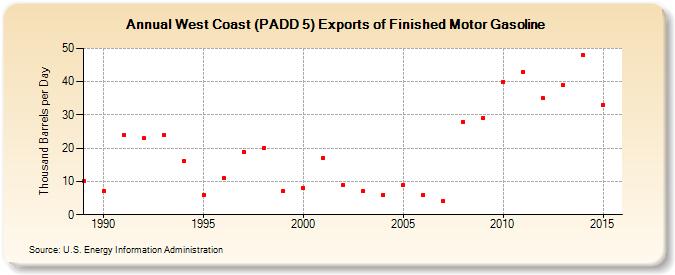 Annual West Coast (PADD 5) Exports of Finished Motor Gasoline
Thousand Barrels per Day
50
40
30
20
10
0
1990 1995 2000 2005 2010 2015
Source: U.S. Energy Information Administration